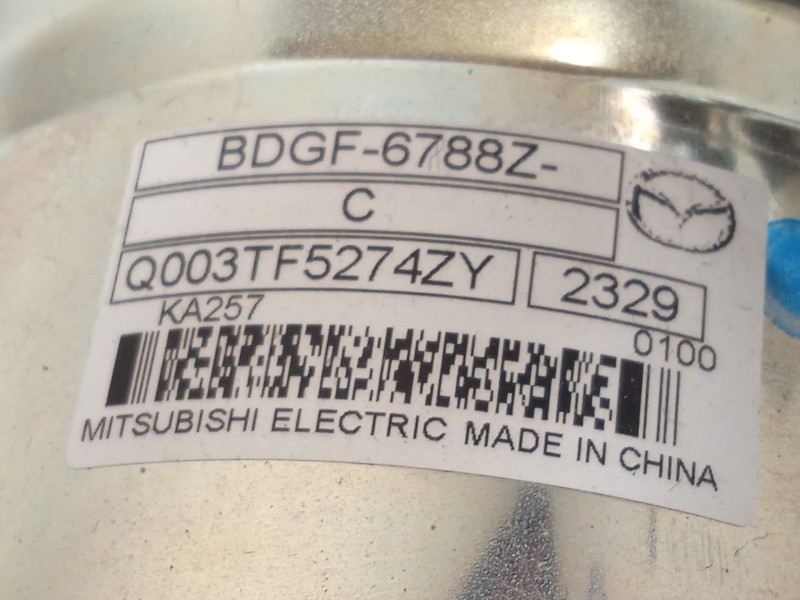 BDGF-6788Z-
C
Q003TF5274ZY 2329
KA257
0100
MITSUBISHI ELECTRIC MADE IN CHINA